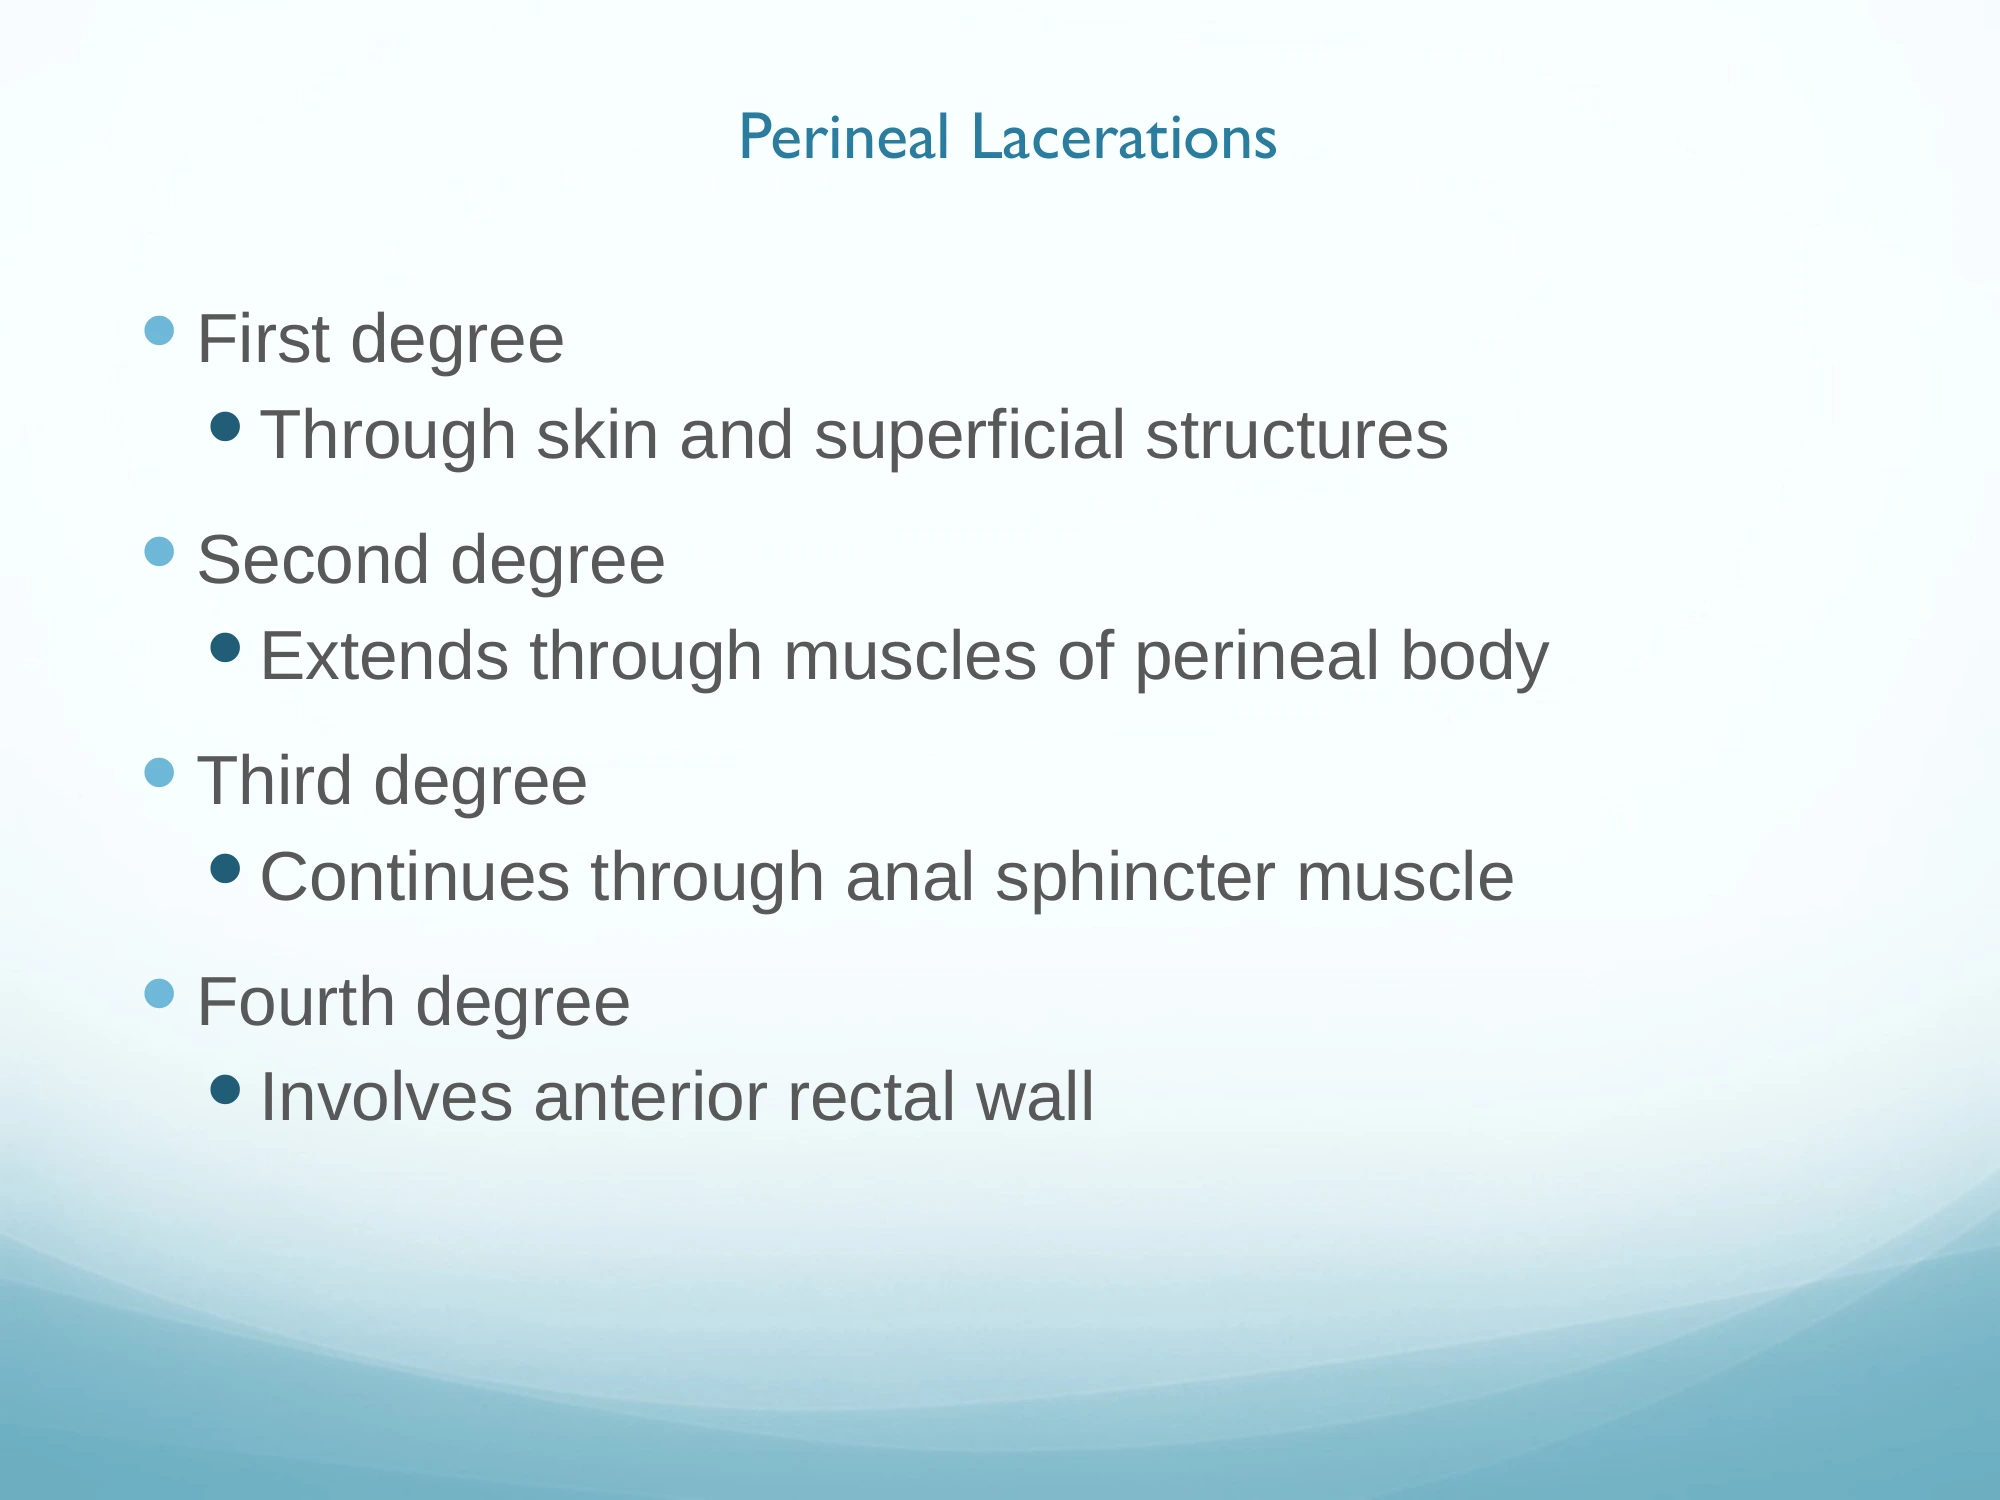 Perineal Lacerations
• First degree
• Through skin and superficial structures
• Second degree
• Extends through muscles of perineal body
• Third degree
• Continues through anal sphincter muscle
• Fourth degree
• Involves anterior rectal wall